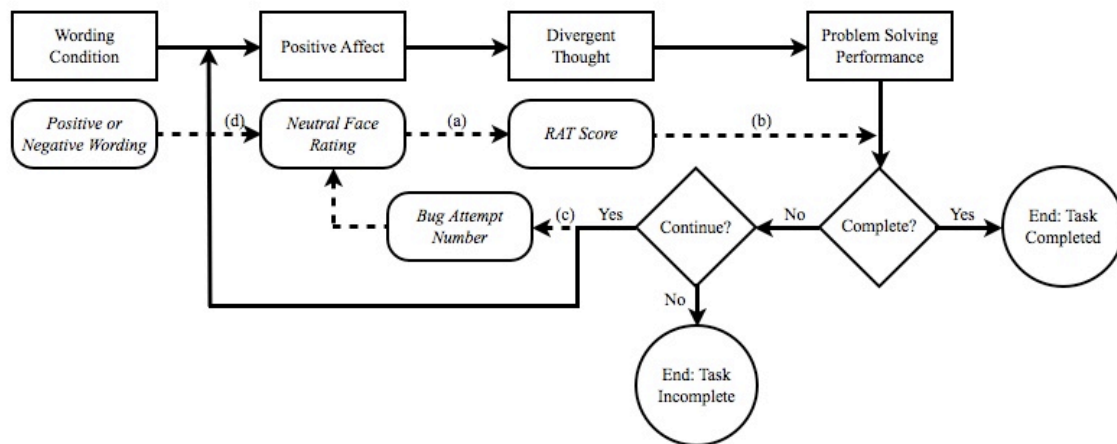 Wording
Condition
Positive Affect
Divergent
Thought
Problem Solving
Performance
Positive or
Negative Wording
(d)
Neutral Face
Rating
(a)
RAT Score
(b)
Bug Attempt
Number
(c)
Yes
Continue?
No
Complete?
Yes
End: Task
Completed
No
End: Task
Incomplete